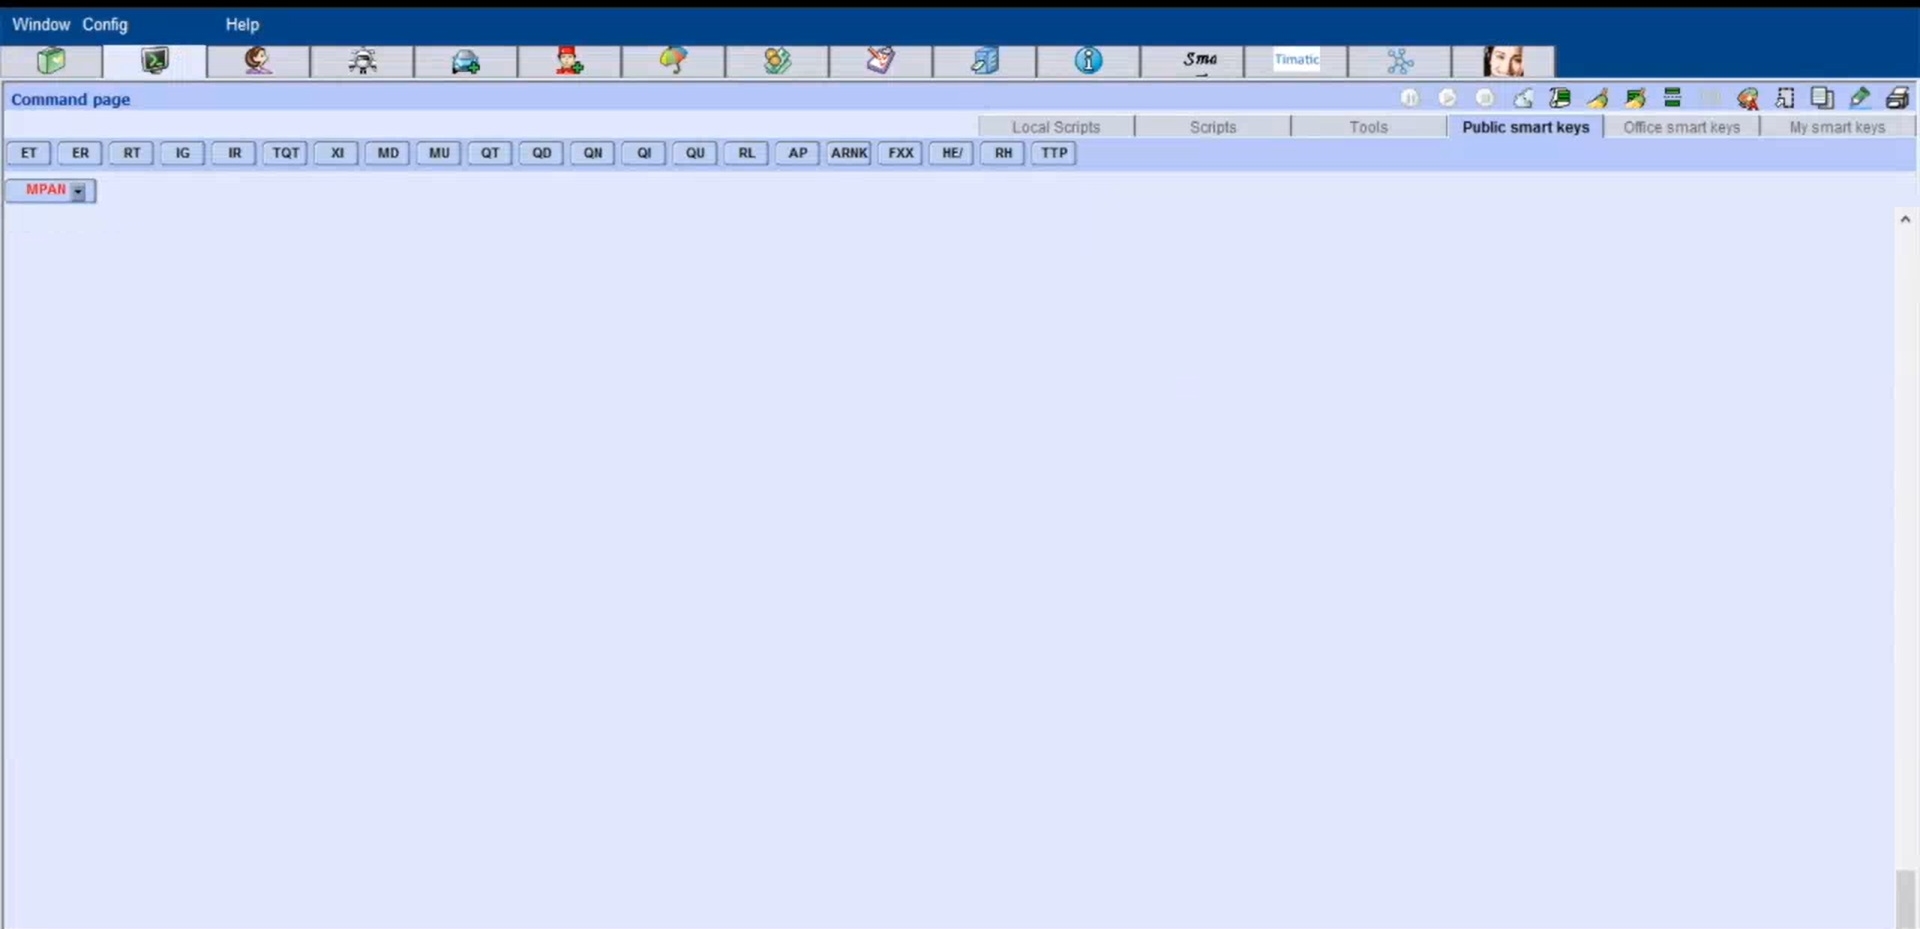 Window Config Help
Sma Timatic
Command page
Local Scripts Scripts Tools Public smart keys Office smart keys My smart keys
ET ER RT IG IR TQT XI MD MU QT QD QN QI QU RL AP ARNK FXX HE/ RH TTP
MPAN